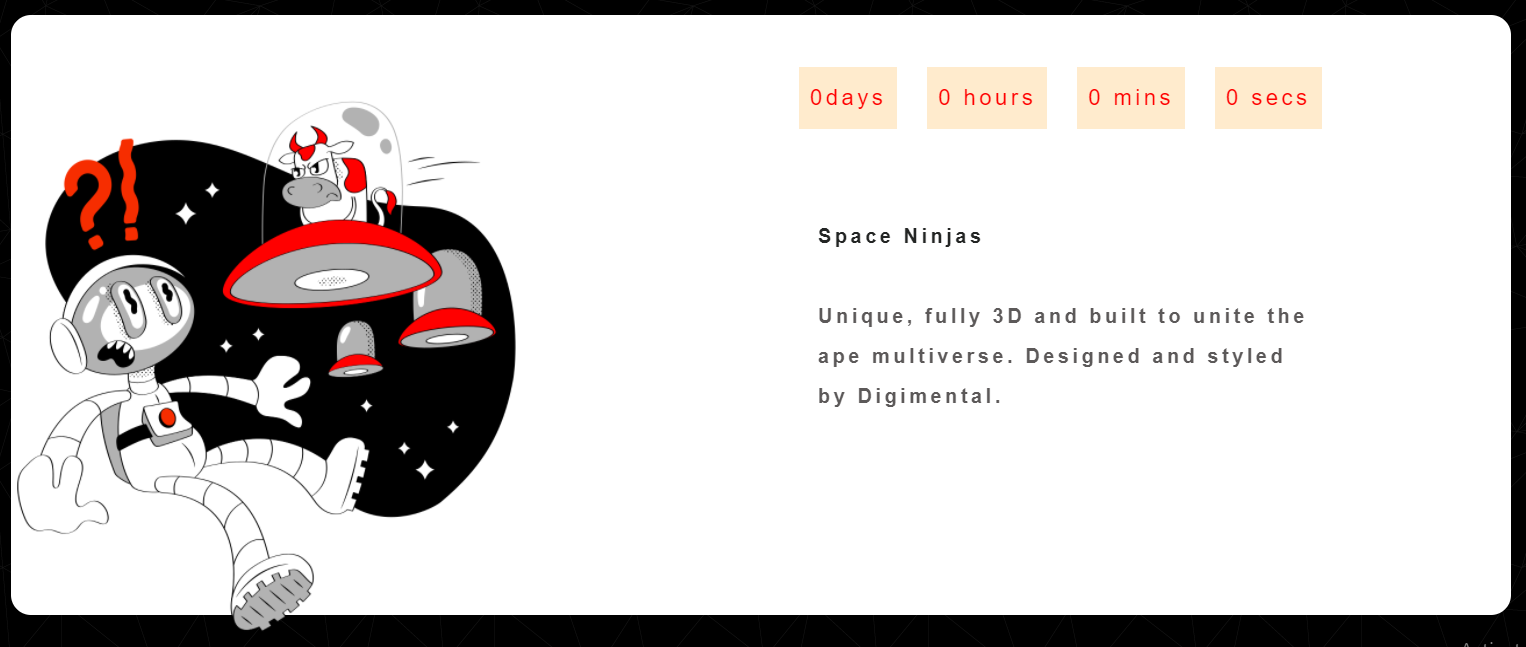 0days 0 hours 0 mins 0 secs
?!
Space Ninjas
Unique, fully 3D and built to unite the
ape multiverse. Designed and styled
by Digimental.